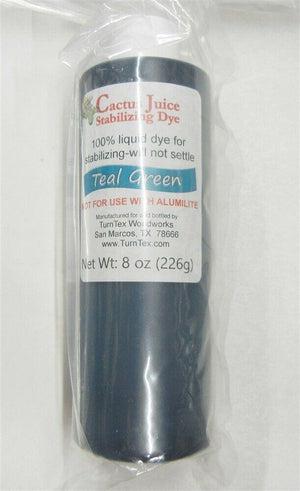 Cactus Juice
Stabilizing Dye
100% liquid dye for
stabilizing-will not settle
Teal Green
NOT FOR USE WITH ALUMILITE
Manufactured for and bottled by
TurnTex Woodworks
San Marcos, TX 78666
www.TurnTex.com
Net Wt: 8 oz (226g)